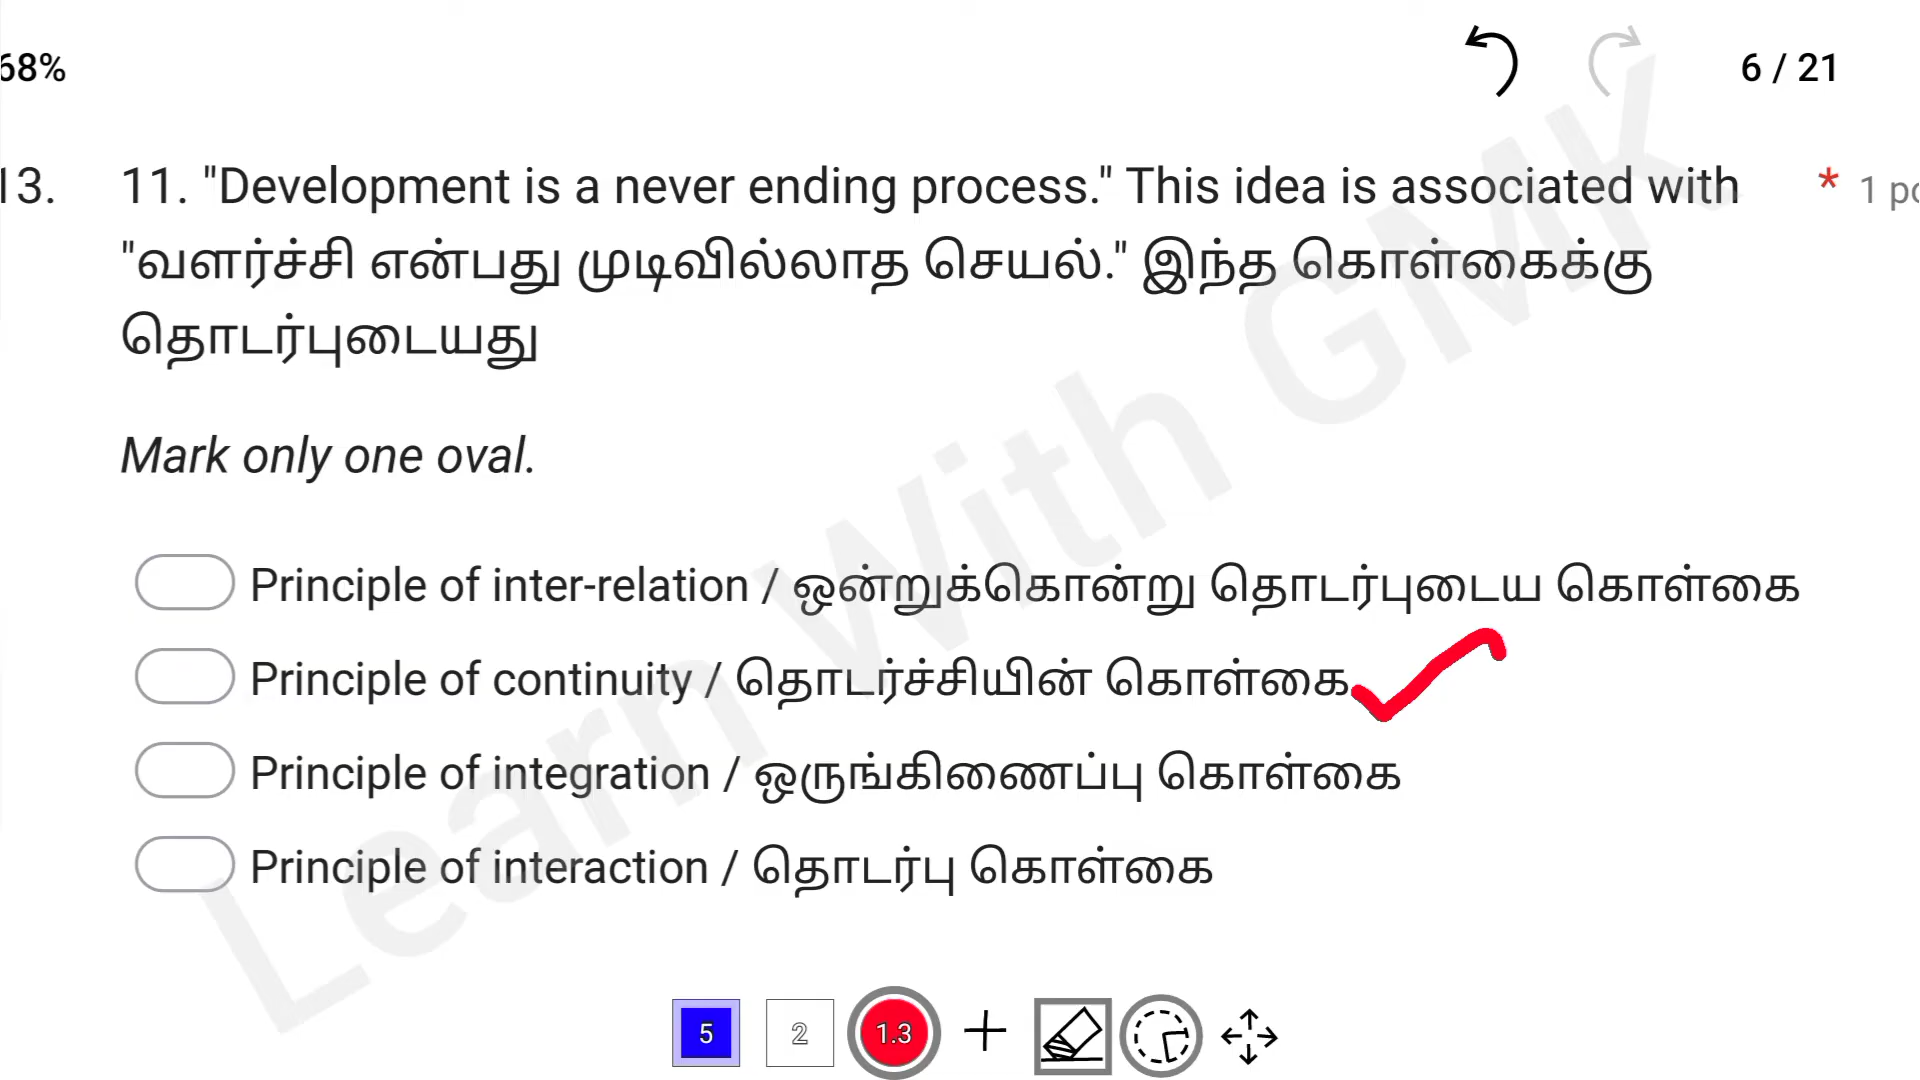 68%
6 / 21
13. 11. "Development is a never ending process." This idea is associated with * 1 po
"வளர்ச்சி என்பது முடிவில்லாத செயல்." இந்த கொள்கைக்கு
தொடர்புடையது
Mark only one oval.
Principle of inter-relation / ஒன்றுக்கொன்று தொடர்புடைய கொள்கை
Principle of continuity / தொடர்ச்சியின் கொள்கை
Principle of integration / ஒருங்கிணைப்பு கொள்கை
Principle of interaction / தொடர்பு கொள்கை
Learn With GMK
5 2 1.3